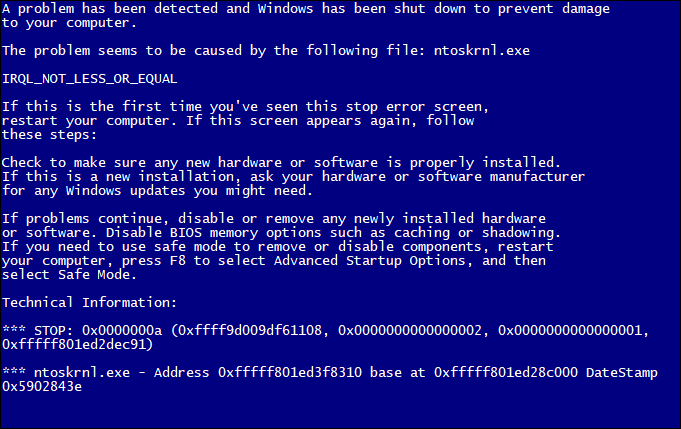 A problem has been detected and Windows has been shut down to prevent damage
to your computer.
The problem seems to be caused by the following file: ntoskrnl.exe
IRQL_NOT_LESS_OR_EQUAL
If this is the first time you've seen this stop error screen,
restart your computer. If this screen appears again, follow
these steps:
Check to make sure any new hardware or software is properly installed.
If this is a new installation, ask your hardware or software manufacturer
for any Windows updates you might need.
If problems continue, disable or remove any newly installed hardware
or software. Disable BIOS memory options such as caching or shadowing.
If you need to use safe mode to remove or disable components, restart
your computer, press F8 to select Advanced Startup Options, and then
select Safe Mode.
Technical Information:
*** STOP: 0x0000000a (0xffff9d009df61108, 0x0000000000000002, 0x0000000000000001,
0xfffff801ed2dec91)
*** ntoskrnl.exe - Address 0xfffff801ed3f8310 base at 0xfffff801ed28c000 DateStamp
0x5902843e